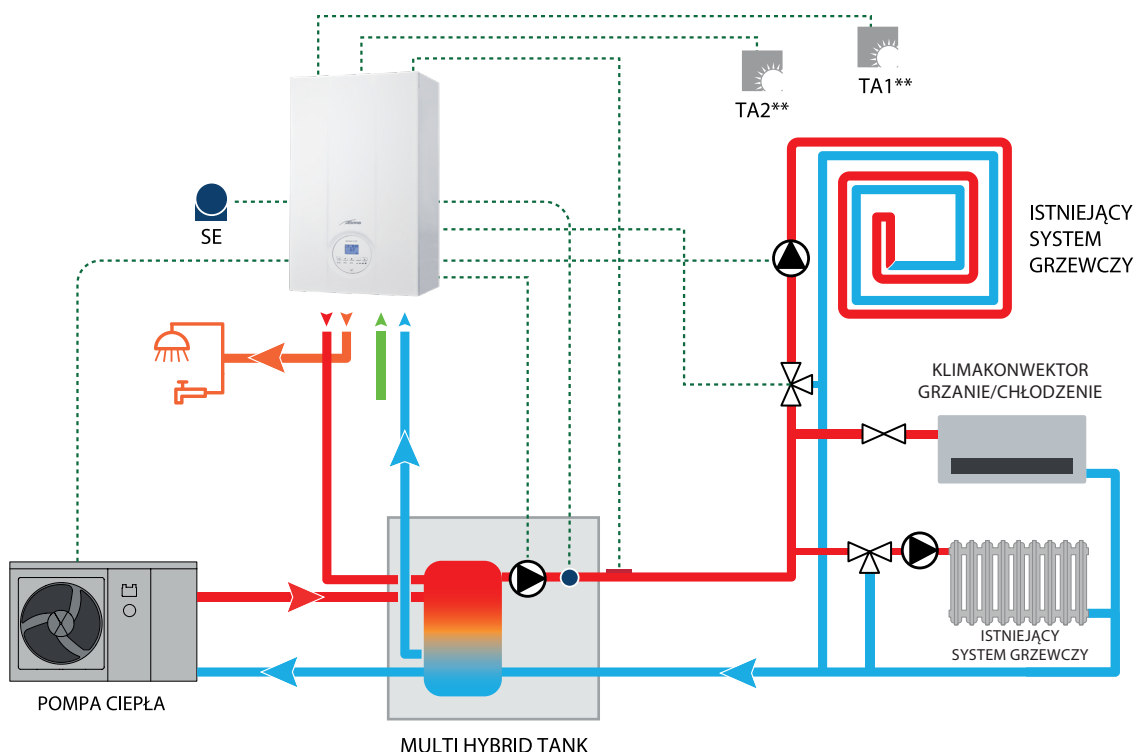 TA1**
TA2**
SE
ISTNIEJĄCY
SYSTEM
GRZEWCZY
KLIMAKONWEKTOR
GRZANIE/CHŁODZENIE
ISTNIEJĄCY
SYSTEM GRZEWCZY
POMPA CIEPŁA
MULTI HYBRID TANK